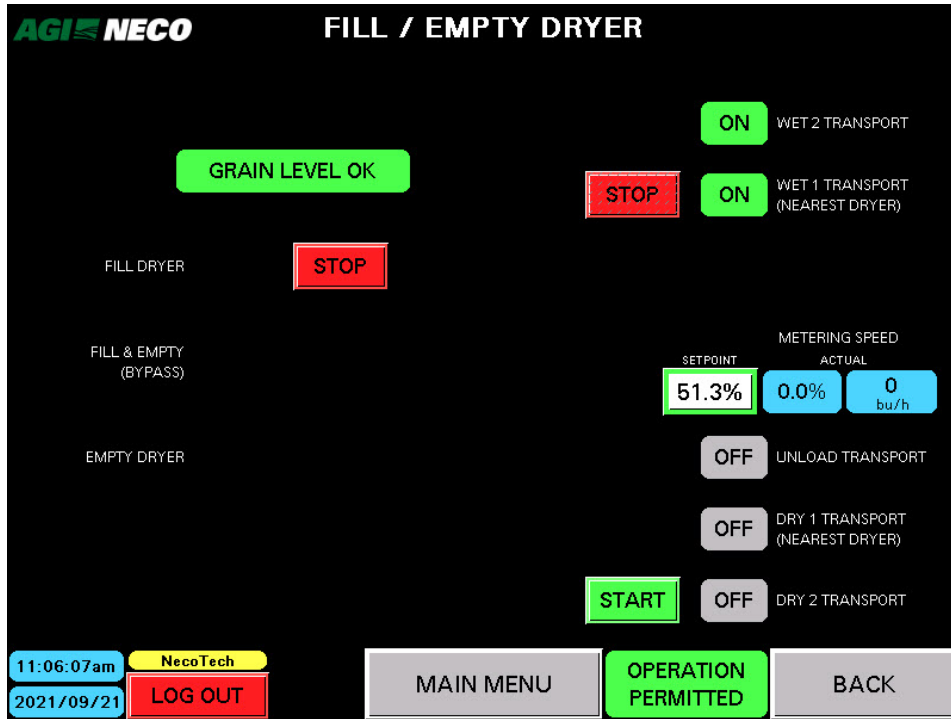 AGI NECO
FILL / EMPTY DRYER
ON
WET 2 TRANSPORT
GRAIN LEVEL OK
STOP
ON
WET 1 TRANSPORT
(NEAREST DRYER)
FILL DRYER
STOP
FILL & EMPTY
(BYPASS)
METERING SPEED
SETPOINT
ACTUAL
51.3%
0.0%
0
bu/h
EMPTY DRYER
OFF
UNLOAD TRANSPORT
OFF
DRY 1 TRANSPORT
(NEAREST DRYER)
START
OFF
DRY 2 TRANSPORT
11:06:07am
NecoTech
2021/09/21
LOG OUT
MAIN MENU
OPERATION
PERMITTED
BACK